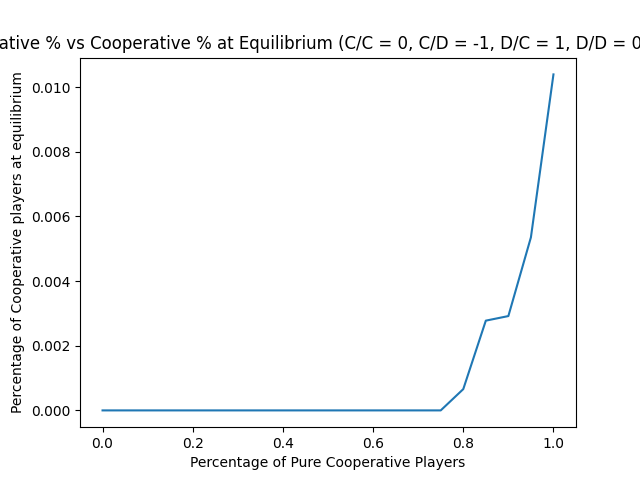 ative % vs Cooperative % at Equilibrium (C/C = 0, C/D = -1, D/C = 1, D/D = 0
Percentage of Cooperative players at equilibrium
0.010
0.008
0.006
0.004
0.002
0.000
0.0 0.2 0.4 0.6 0.8 1.0
Percentage of Pure Cooperative Players